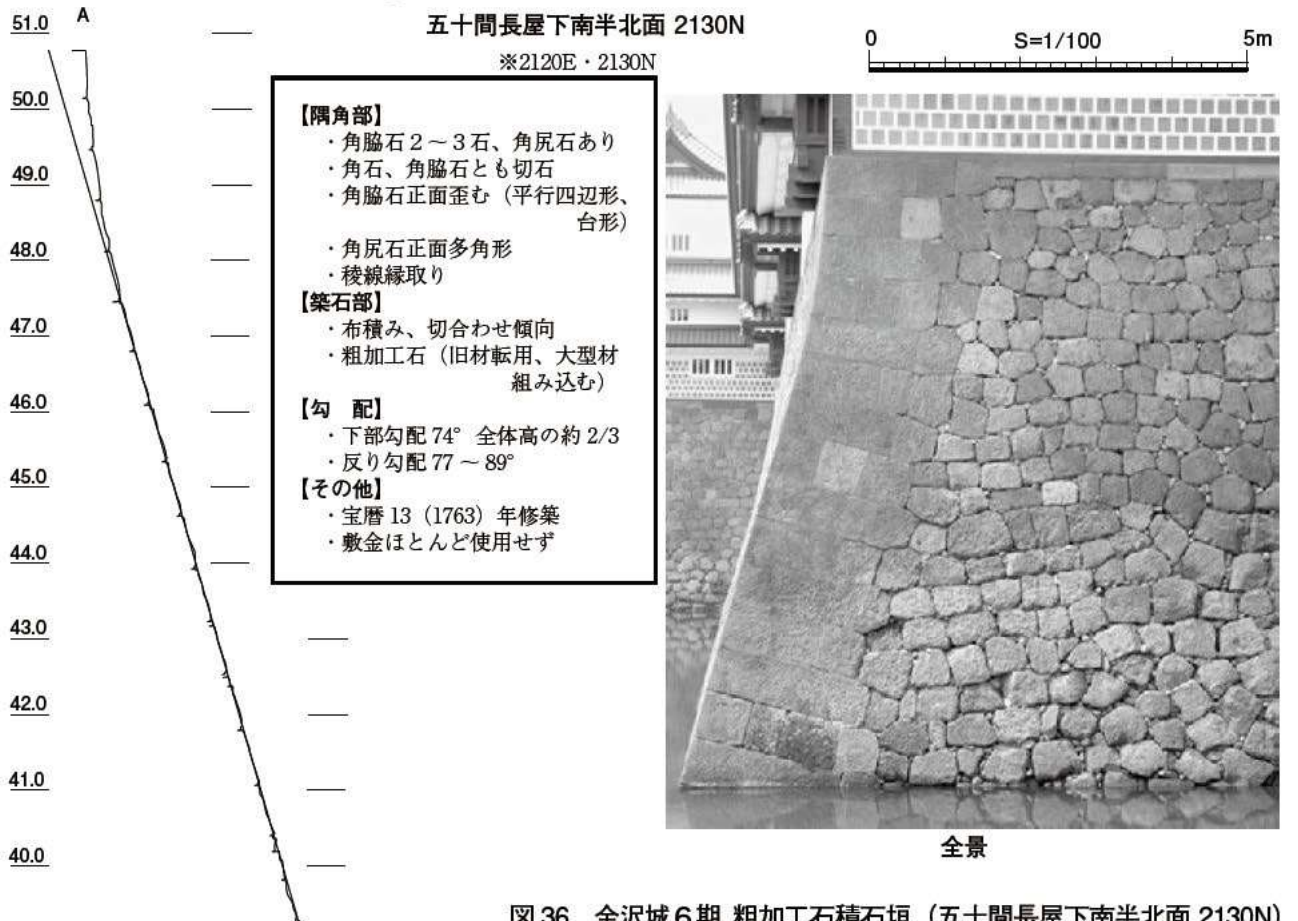 五十間長屋下南半北面 2130N
※2120E・2130N
0
S=1/100
5m
A
51.0
50.0
49.0
48.0
47.0
46.0
45.0
44.0
43.0
42.0
41.0
40.0
【隅角部】
・角脇石２～３石、角尻石あり
・角石、角脇石とも切石
・角脇石正面歪む（平行四辺形、
台形）
・角尻石正面多角形
・稜線縁取り
【築石部】
・布積み、切合わせ傾向
・粗加工石（旧材転用、大型材
組み込む）
【勾　配】
・下部勾配 74° 全体高の約 2/3
・反り勾配 77 ～ 89°
【その他】
・宝暦 13（1763）年修築
・敷金ほとんど使用せず
全景
図 36　金沢城６期 粗加工石積石垣（五十間長屋下南半北面 2130N）